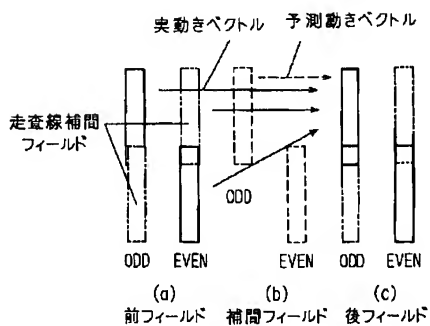 実動きベクトル
予測動きベクトル
走査線補間
フィールド
ODD
EVEN
ODD
EVEN
ODD
EVEN
(a)
(b)
(c)
前フィールド
補間フィールド
後フィールド